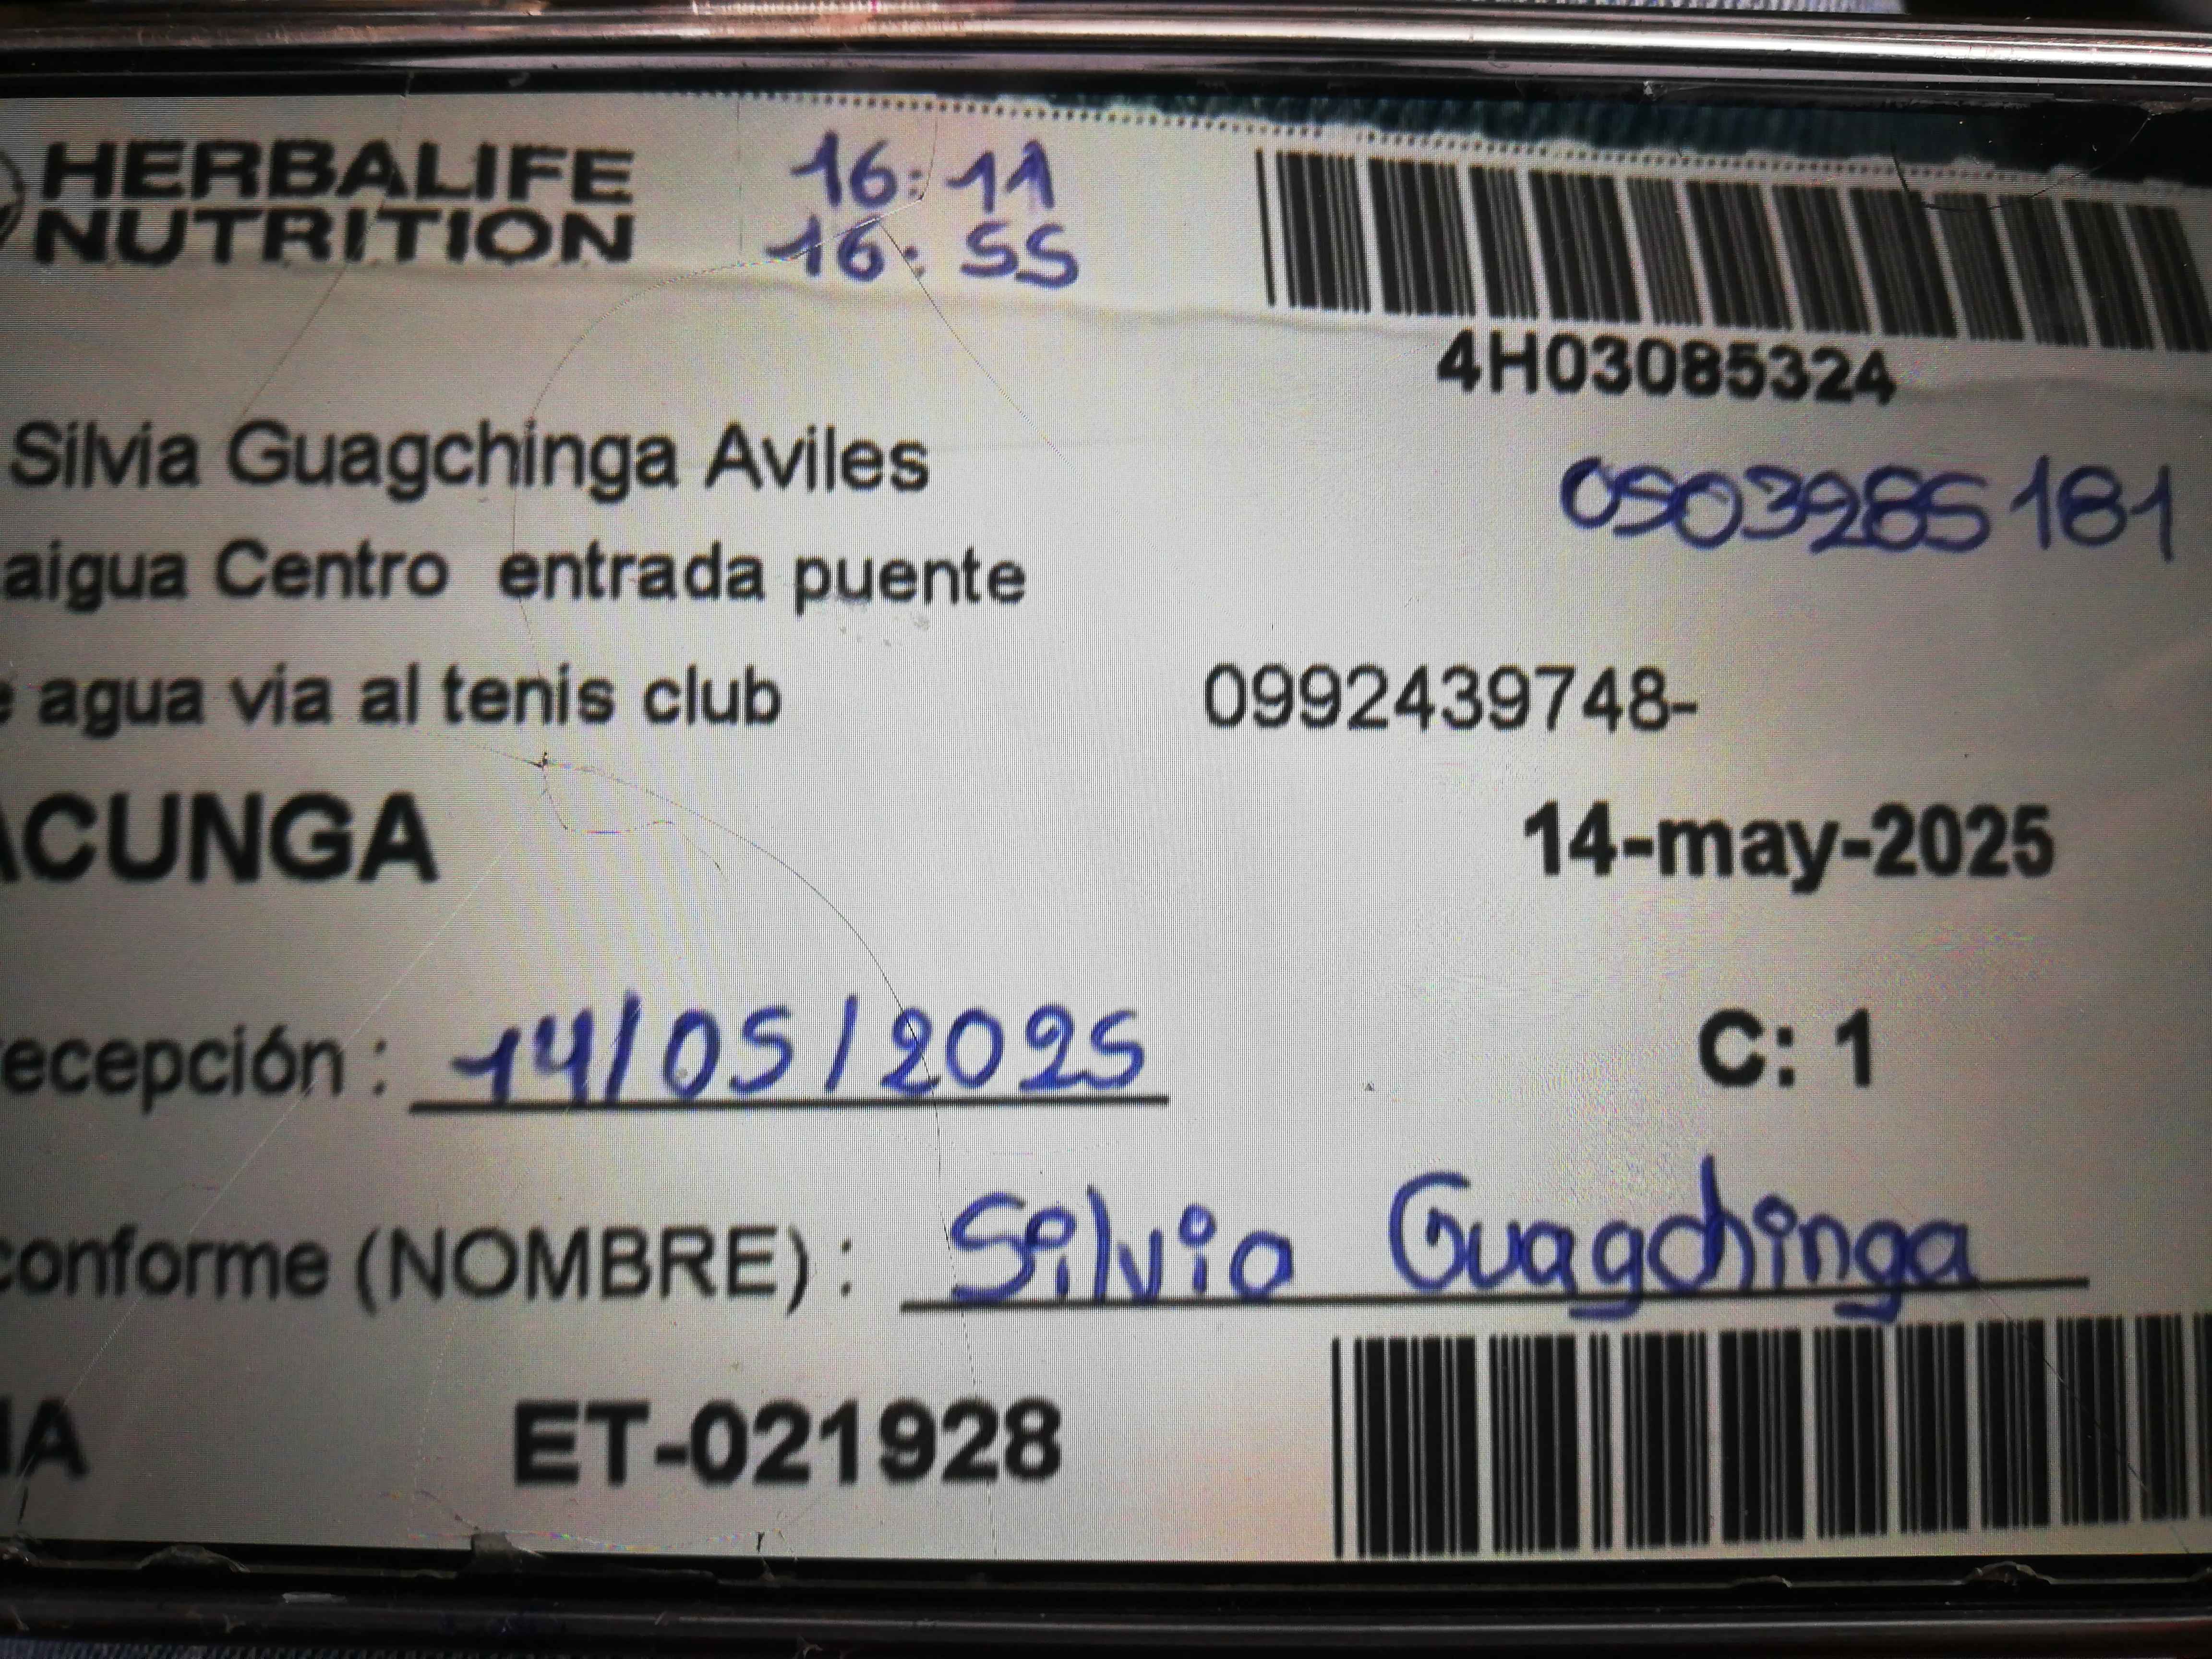 HERBALIFE
NUTRITION
16:11
16:55
4H03085324
Silvia Guagchinga Aviles
0503285181
aigua Centro entrada puente
e agua via al tenis club
0992439748-
ACUNGA
14-may-2025
ecepción : 14/05/2025
C: 1
conforme (NOMBRE) : Silvia Guagchinga
IA
ET-021928